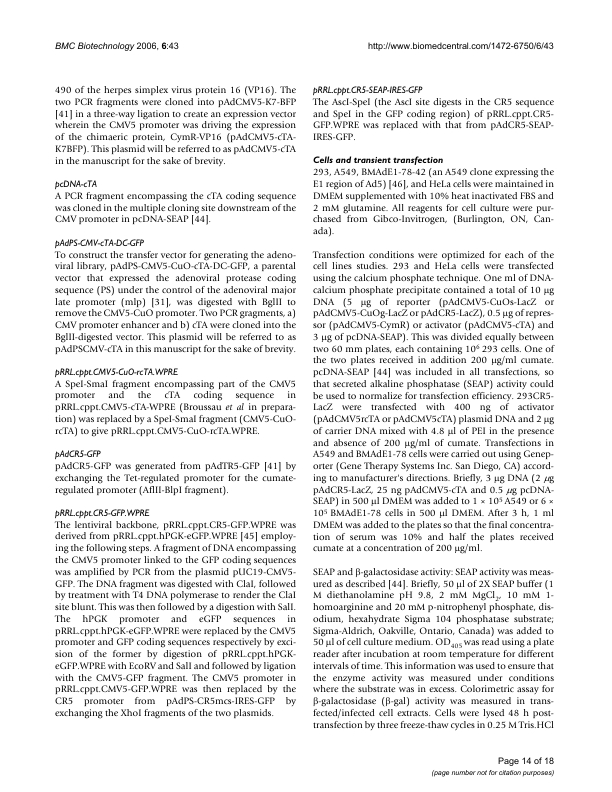 BMC Biotechnology 2006, 6:43
http://www.biomedcentral.com/1472-6750/6/43
490 of the herpes simplex virus protein 16 (VP16). The
two PCR fragments were cloned into pAdCMV5-K7-BFP
[41] in a three-way ligation to create an expression vector
wherein the CMV5 promoter was driving the expression
of the chimaeric protein, CymR-VP16 (pAdCMV5-cTA-
K7BFP). This plasmid will be referred to as pAdCMV5-cTA
in the manuscript for the sake of brevity.
pcDNA-cTA
A PCR fragment encompassing the cTA coding sequence
was cloned in the multiple cloning site downstream of the
CMV promoter in pcDNA-SEAP [44].
pAdPS-CMV-cTA-DC-GFP
To construct the transfer vector for generating the adeno-
viral library, pAdPS-CMV5-CuO-cTA-DC-GFP, a parental
vector that expressed the adenoviral protease coding
sequence (PS) under the control of the adenoviral major
late promoter (mlp) [31], was digested with BglII to
remove the CMV5-CuO promoter. Two PCR gragments, a)
CMV promoter enhancer and b) cTA were cloned into the
BglII-digested vector. This plasmid will be referred to as
pAdPSCMV-cTA in this manuscript for the sake of brevity.
pRRL.cppt.CMV5-CuO-rcTA.WPRE
A SpeI-SmaI fragment encompassing part of the CMV5
promoter and the cTA coding sequence in
pRRL.cppt.CMV5-cTA-WPRE (Broussau et al in prepara-
tion) was replaced by a SpeI-SmaI fragment (CMV5-CuO-
rcTA) to give pRRL.cppt.CMV5-CuO-rcTA.WPRE.
pAdCR5-GFP
pAdCR5-GFP was generated from pAdTR5-GFP [41] by
exchanging the Tet-regulated promoter for the cumate-
regulated promoter (AflII-BlpI fragment).
pRRL.cppt.CR5-GFP.WPRE
The lentiviral backbone, pRRL.cppt.CR5-GFP.WPRE was
derived from pRRL.cppt.hPGK-eGFP.WPRE [45] employ-
ing the following steps. A fragment of DNA encompassing
the CMV5 promoter linked to the GFP coding sequences
was amplified by PCR from the plasmid pUC19-CMV5-
GFP. The DNA fragment was digested with ClaI, followed
by treatment with T4 DNA polymerase to render the ClaI
site blunt. This was then followed by a digestion with SalI.
The hPGK promoter and eGFP sequences in
pRRL.cppt.hPGK-eGFP.WPRE were replaced by the CMV5
promoter and GFP coding sequences respectively by exci-
sion of the former by digestion of pRRL.cppt.hPGK-
eGFP.WPRE with EcoRV and SalI and followed by ligation
with the CMV5-GFP fragment. The CMV5 promoter in
pRRL.cppt.CMV5-GFP.WPRE was then replaced by the
CR5 promoter from pAdPS-CR5mcs-IRES-GFP by
exchanging the XhoI fragments of the two plasmids.
pRRL.cppt.CR5-SEAP-IRES-GFP
The AscI-SpeI (the AscI site digests in the CR5 sequence
and SpeI in the GFP coding region) of pRRL.cppt.CR5-
GFP.WPRE was replaced with that from pAdCR5-SEAP-
IRES-GFP.
Cells and transient transfection
293, A549, BMAdE1-78-42 (an A549 clone expressing the
E1 region of Ad5) [46], and HeLa cells were maintained in
DMEM supplemented with 10% heat inactivated FBS and
2 mM glutamine. All reagents for cell culture were pur-
chased from Gibco-Invitrogen, (Burlington, ON, Can-
ada).
Transfection conditions were optimized for each of the
cell lines studies. 293 and HeLa cells were transfected
using the calcium phosphate technique. One ml of DNA-
calcium phosphate precipitate contained a total of 10 μg
DNA (5 μg of reporter (pAdCMV5-CuOs-LacZ or
pAdCMV5-CuOg-LacZ or pAdCR5-LacZ), 0.5 μg of repres-
sor (pAdCMV5-CymR) or activator (pAdCMV5-cTA) and
3 μg of pcDNA-SEAP). This was divided equally between
two 60 mm plates, each containing 10⁶ 293 cells. One of
the two plates received in addition 200 μg/ml cumate.
pcDNA-SEAP [44] was included in all transfections, so
that secreted alkaline phosphatase (SEAP) activity could
be used to normalize for transfection efficiency. 293CR5-
LacZ were transfected with 400 ng of activator
(pAdCMV5rcTA or pAdCMV5cTA) plasmid DNA and 2 μg
of carrier DNA mixed with 4.8 μl of PEI in the presence
and absence of 200 μg/ml of cumate. Transfections in
A549 and BMAdE1-78 cells were carried out using Genep-
orter (Gene Therapy Systems Inc. San Diego, CA) accord-
ing to manufacturer's directions. Briefly, 3 μg DNA (2 μg
pAdCR5-LacZ, 25 ng pAdCMV5-cTA and 0.5 μg pcDNA-
SEAP) in 500 μl DMEM was added to 1 × 10⁵ A549 or 6 ×
10⁵ BMAdE1-78 cells in 500 μl DMEM. After 3 h, 1 ml
DMEM was added to the plates so that the final concentra-
tion of serum was 10% and half the plates received
cumate at a concentration of 200 μg/ml.
SEAP and β-galactosidase activity: SEAP activity was meas-
ured as described [44]. Briefly, 50 μl of 2X SEAP buffer (1
M diethanolamine pH 9.8, 2 mM MgCl₂, 10 mM 1-
homoarginine and 20 mM p-nitrophenyl phosphate, dis-
odium, hexahydrate Sigma 104 phosphatase substrate;
Sigma-Aldrich, Oakville, Ontario, Canada) was added to
50 μl of cell culture medium. OD₄₀₅ was read using a plate
reader after incubation at room temperature for different
intervals of time. This information was used to ensure that
the enzyme activity was measured under conditions
where the substrate was in excess. Colorimetric assay for
β-galactosidase (β-gal) activity was measured in trans-
fected/infected cell extracts. Cells were lysed 48 h post-
transfection by three freeze-thaw cycles in 0.25 M Tris.HCl
Page 14 of 18
(page number not for citation purposes)